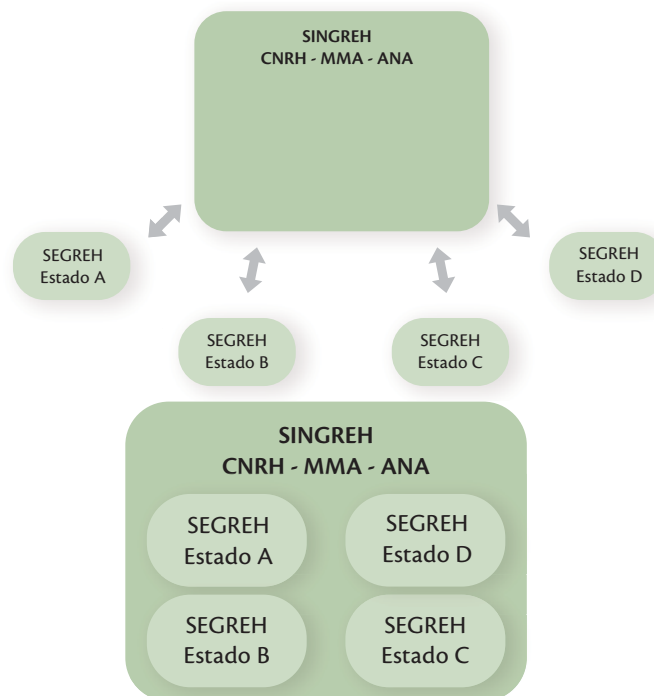 SINGREH
CNRH - MMA - ANA
SEGREH
Estado A
SEGREH
Estado D
SEGREH
Estado B
SEGREH
Estado C
SINGREH
CNRH - MMA - ANA
SEGREH
Estado A
SEGREH
Estado D
SEGREH
Estado B
SEGREH
Estado C